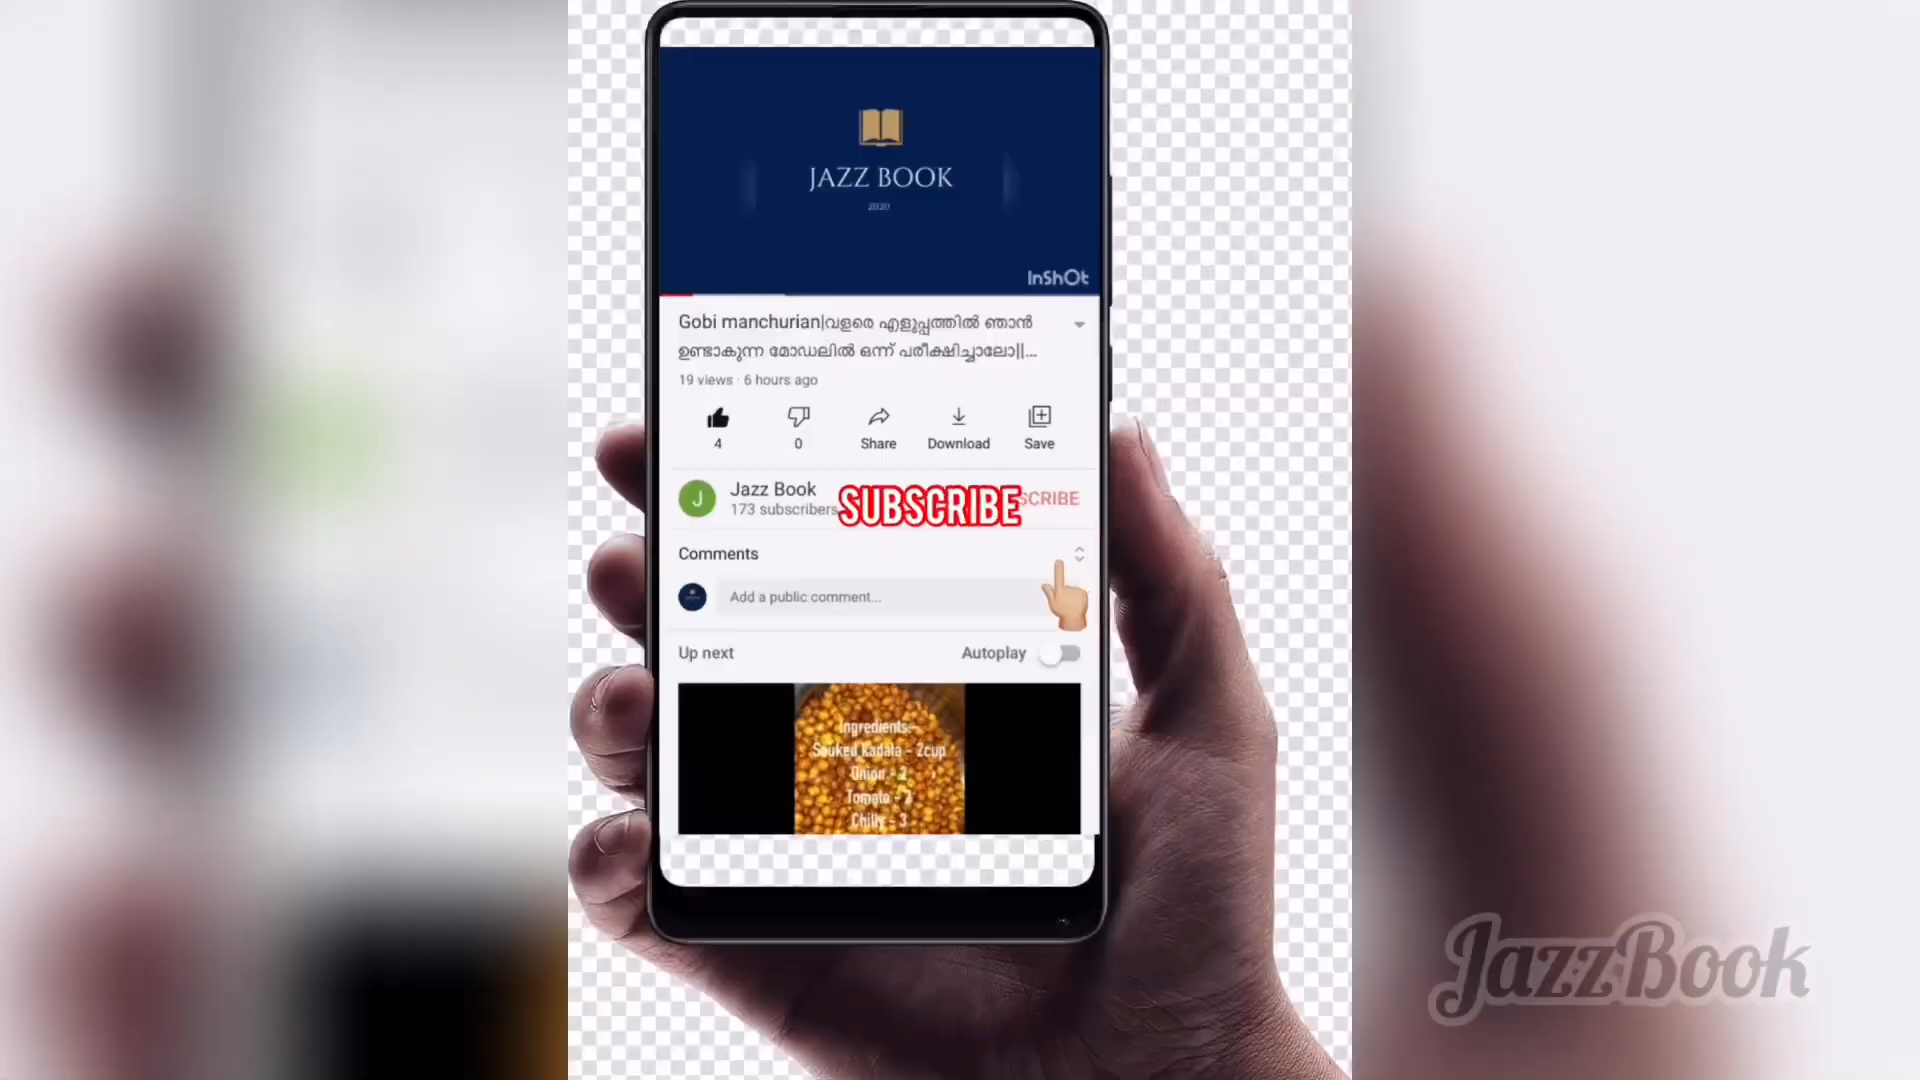 JAZZ BOOK
2020
InShOt
Gobi manchurian|വളരെ എളുപ്പത്തിൽ ഞാൻ
ഉണ്ടാകുന്ന മോഡലിൽ ഒന്ന് പരീക്ഷിച്ചാലോ||...
19 views · 6 hours ago
4
0
Share
Download
Save
J
Jazz Book
173 subscribers
SUBSCRIBE
SCRIBE
Comments
Add a public comment...
Up next
Autoplay
Ingredients:-
Souked kadala - 2cup
Onion - 2
Tomato - 2
Chilly - 3
JazzBook